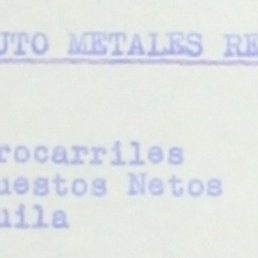 UTO METALES RE
rocarriles
uestos Netos
uila